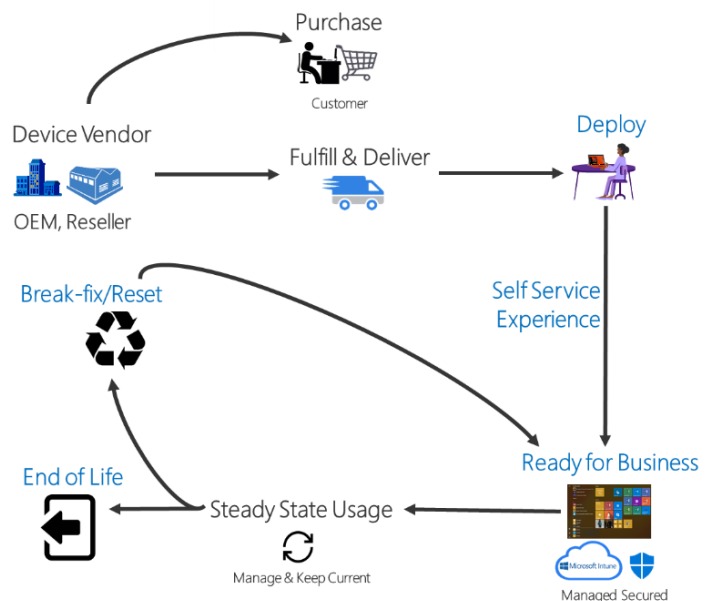 Purchase
Customer
Device Vendor
OEM, Reseller
Fulfill & Deliver
Deploy
Self Service
Experience
Break-fix/Reset
Ready for Business
Microsoft Intune
Managed Secured
Steady State Usage
Manage & Keep Current
End of Life